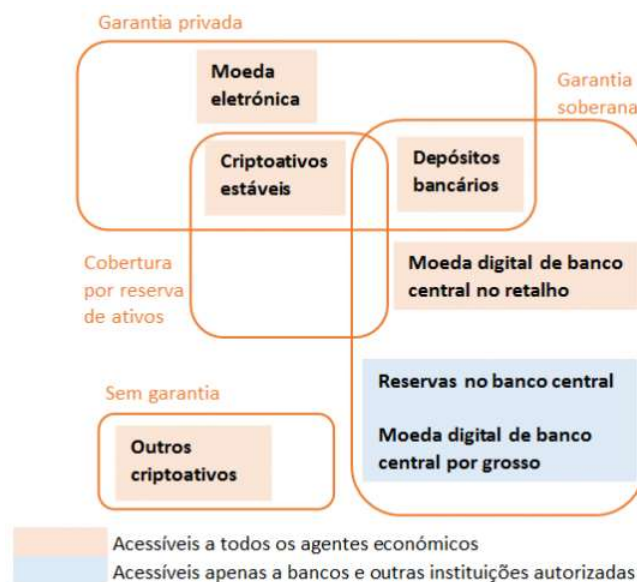 Garantia privada
Moeda
eletrónica
Garantia
soberana
Criptoativos
estáveis
Depósitos
bancários
Cobertura
por reserva
de ativos
Moeda digital de banco
central no retalho
Reservas no banco central
Moeda digital de banco
central por grosso
Sem garantia
Outros
criptoativos
Acessíveis a todos os agentes económicos
Acessíveis apenas a bancos e outras instituições autorizadas